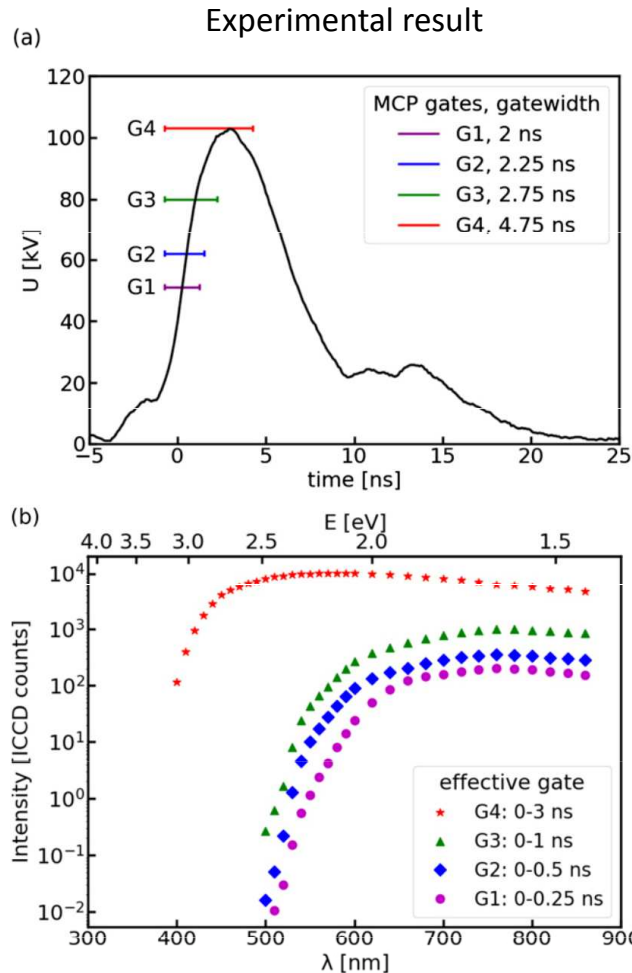 Experimental result
(a)
120
100
80
60
40
20
0
U [kV]
G4
G3
G2
G1
MCP gates, gatewidth
G1, 2 ns
G2, 2.25 ns
G3, 2.75 ns
G4, 4.75 ns
-5 0 5 10 15 20 25
time [ns]
(b)
E [eV]
4.0 3.5 3.0 2.5 2.0 1.5
10⁴
10³
10²
10¹
10⁰
10⁻¹
10⁻²
Intensity [ICCD counts]
effective gate
G4: 0-3 ns
G3: 0-1 ns
G2: 0-0.5 ns
G1: 0-0.25 ns
300 400 500 600 700 800 900
λ [nm]